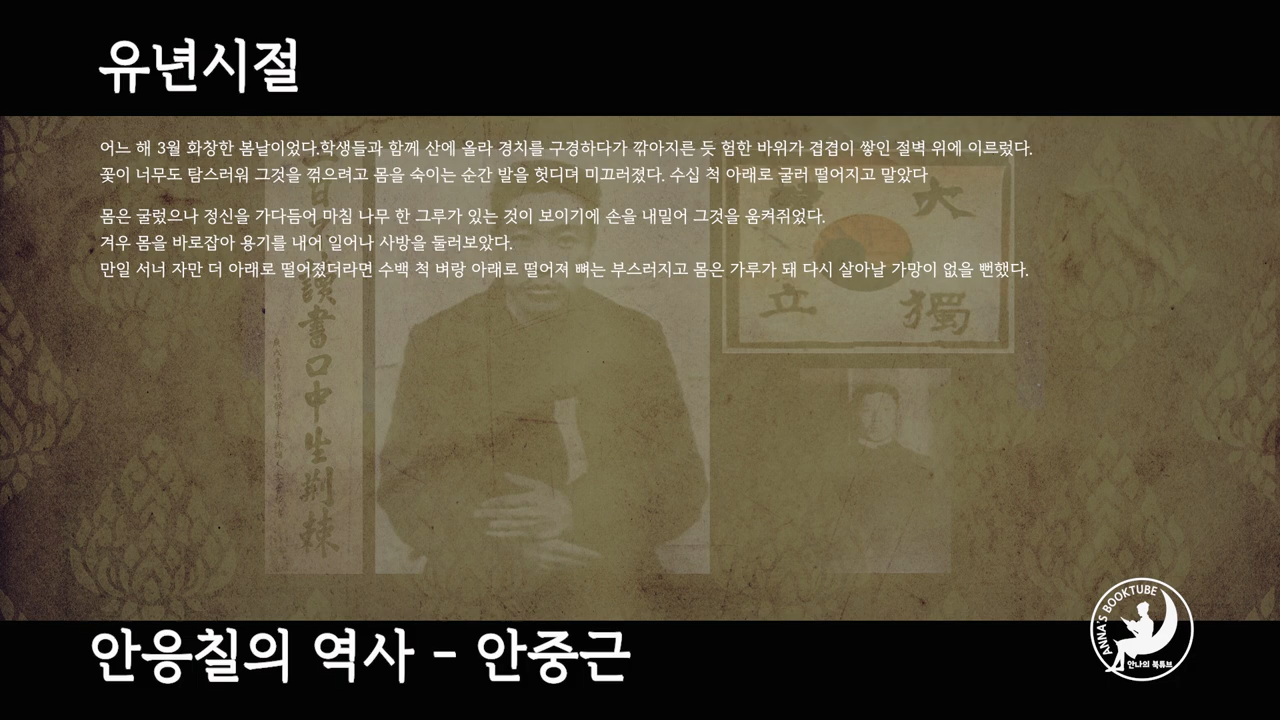 유년시절
어느 해 3월 화창한 봄날이었다.학생들과 함께 산에 올라 경치를 구경하다가 깎아지른 듯 험한 바위가 겹겹이 쌓인 절벽 위에 이르렀다.
꽃이 너무도 탐스러워 그것을 꺾으려고 몸을 숙이는 순간 발을 헛디뎌 미끄러졌다. 수십 척 아래로 굴러 떨어지고 말았다
몸은 굴렀으나 정신을 가다듬어 마침 나무 한 그루가 있는 것이 보이기에 손을 내밀어 그것을 움켜쥐었다.
겨우 몸을 바로잡아 용기를 내어 일어나 사방을 둘러보았다.
만일 서너 자만 더 아래로 떨어졌더라면 수백 척 벼랑 아래로 떨어져 뼈는 부스러지고 몸은 가루가 돼 다시 살아날 가망이 없을 뻔했다.
大
立 獨
讀書口中生荊棘
안응칠의 역사 - 안중근
ANNA'S BOOKTUBE
안나의 북튜브